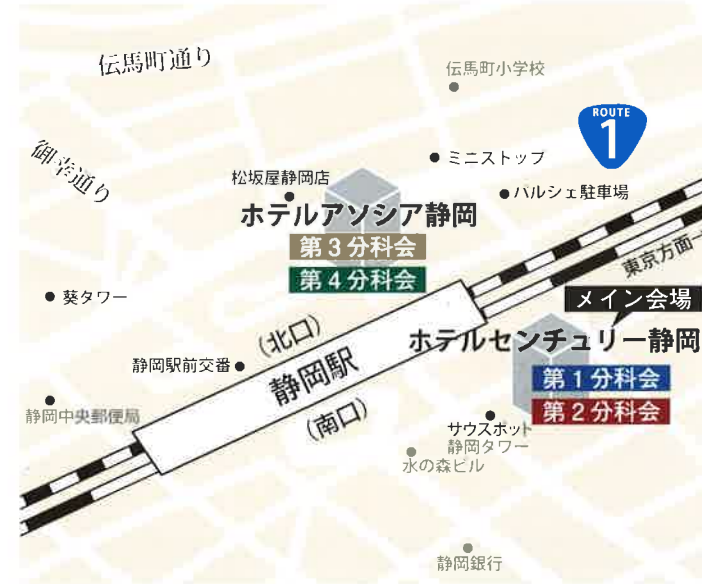 伝馬町通り
伝馬町小学校
ROUTE
1
御幸通り
ミニストップ
松坂屋静岡店
パルシェ駐車場
ホテルアソシア静岡
第3分科会
第4分科会
東京方面→
葵タワー
メイン会場
(北口)
ホテルセンチュリー静岡
静岡駅前交番
静岡駅
第1分科会
第2分科会
静岡中央郵便局
(南口)
サウスポット
静岡タワー
水の森ビル
静岡銀行